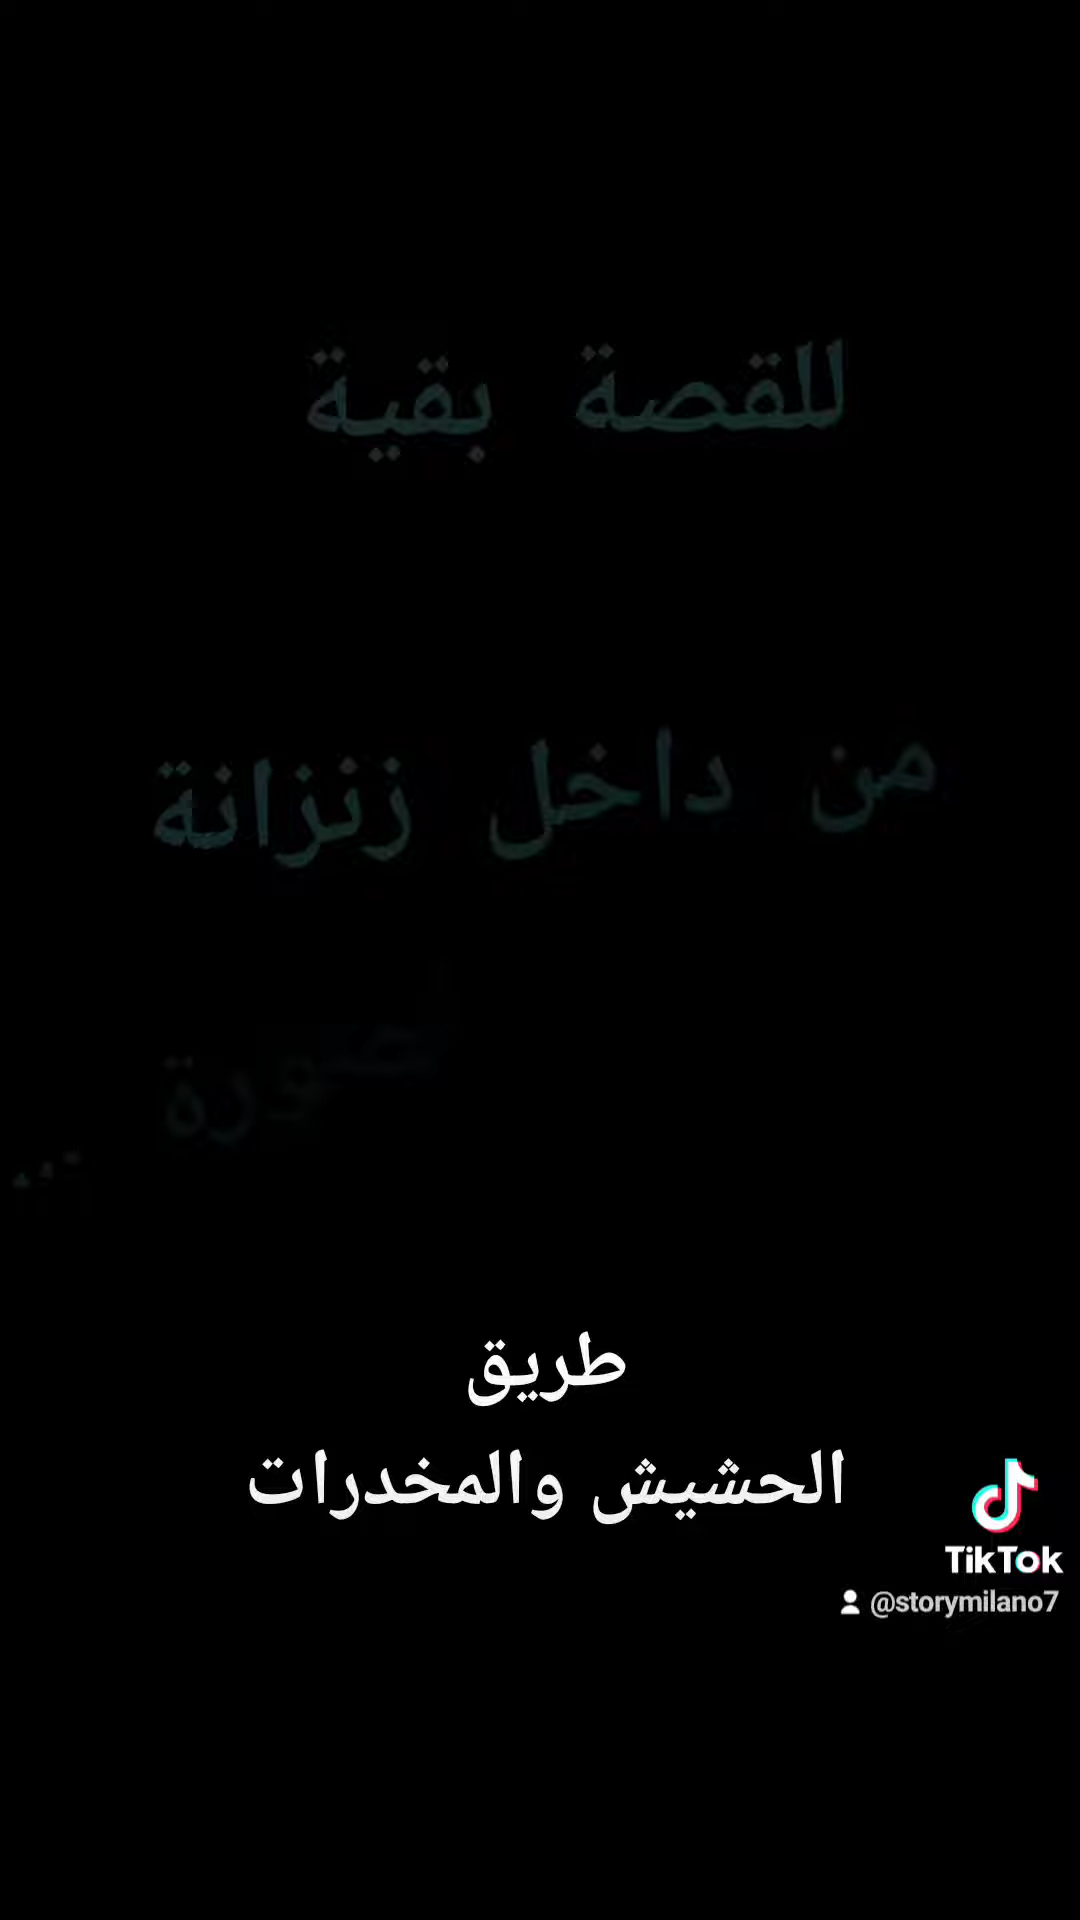 للقصة بقية
من داخل زنزانة
طريق
الحشيش والمخدرات
TikTok
@storymilano7